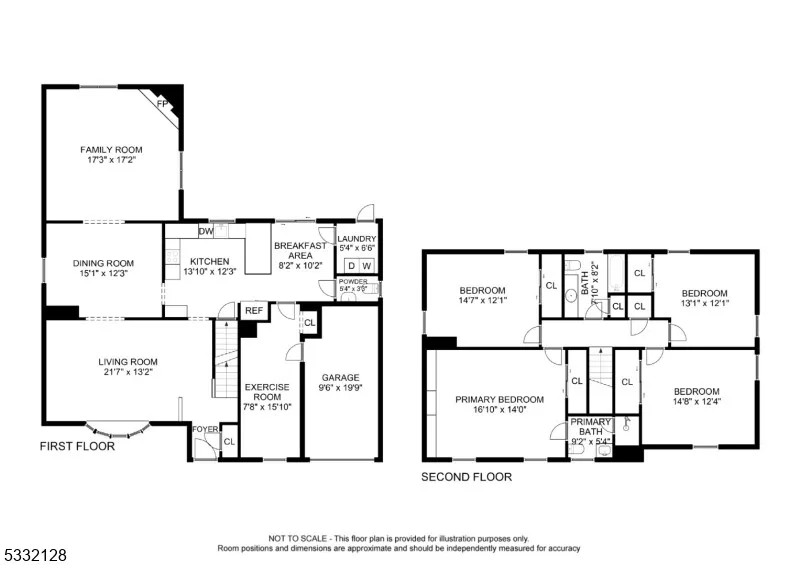 FP
FAMILY ROOM
17'3" x 17'2"
DW
DINING ROOM
15'1" x 12'3"
KITCHEN
13'10" x 12'3"
BREAKFAST
AREA
8'2" x 10'2"
LAUNDRY
5'4" x 6'6"
D W
POWDER
5'4" x 3'3"
REF
CL
LIVING ROOM
21'7" x 13'2"
EXERCISE
ROOM
7'8" x 15'10"
GARAGE
9'6" x 19'9"
FOYER
CL
FIRST FLOOR
BEDROOM
14'7" x 12'1"
CL
BATH
7'10" x 8'2"
CL
CL
CL
BEDROOM
13'1" x 12'1"
PRIMARY BEDROOM
16'10" x 14'0"
CL
CL
BEDROOM
14'8" x 12'4"
PRIMARY
BATH
9'2" x 5'4"
SECOND FLOOR
NOT TO SCALE - This floor plan is provided for illustration purposes only.
Room positions and dimensions are approximate and should be independently measured for accuracy
5332128